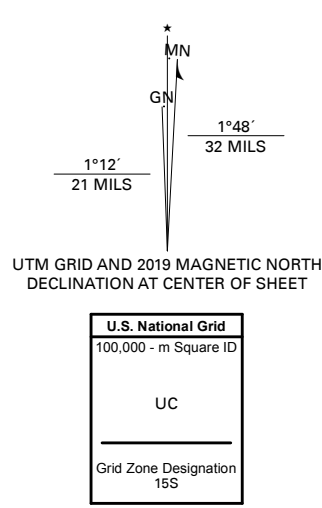 ★
MN
GN
1°48´
32 MILS
1°12´
21 MILS
UTM GRID AND 2019 MAGNETIC NORTH
DECLINATION AT CENTER OF SHEET
U.S. National Grid
100,000 - m Square ID
UC
Grid Zone Designation
15S